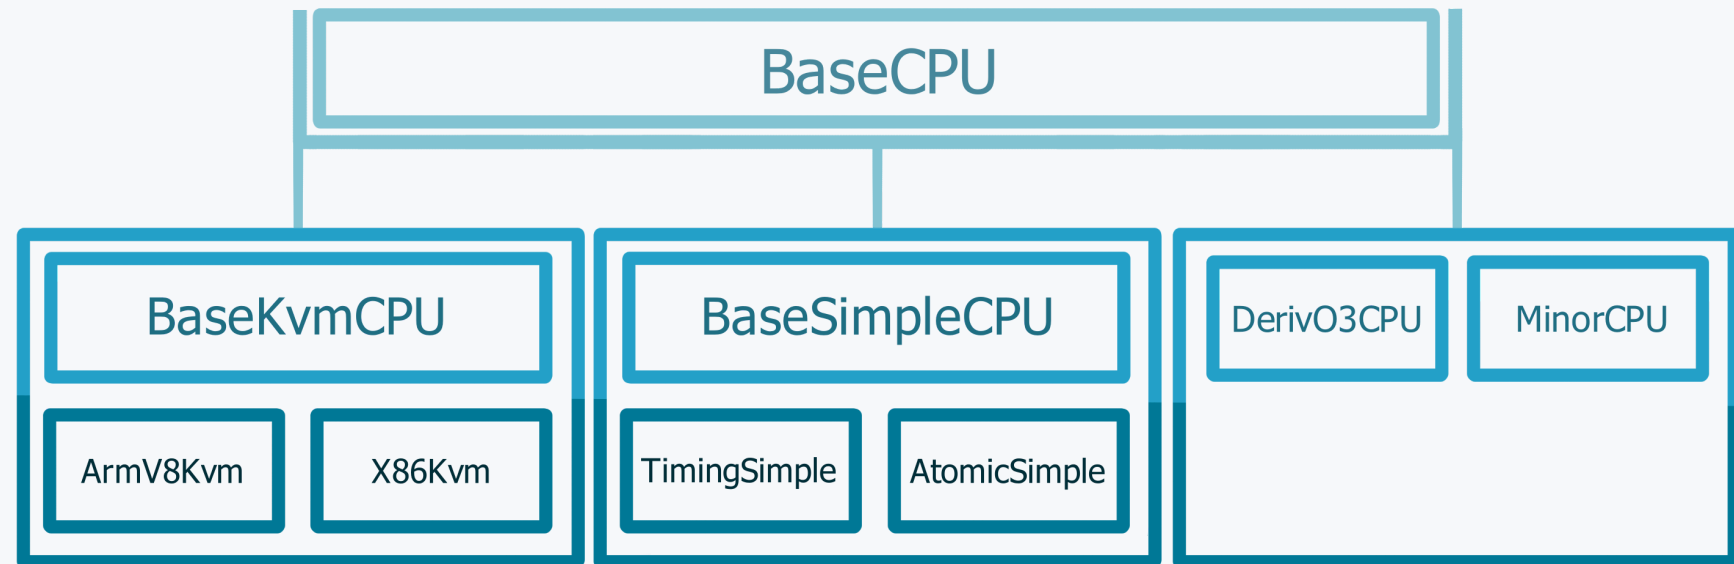 BaseCPU
BaseKvmCPU
BaseSimpleCPU
DerivO3CPU
MinorCPU
ArmV8Kvm
X86Kvm
TimingSimple
AtomicSimple